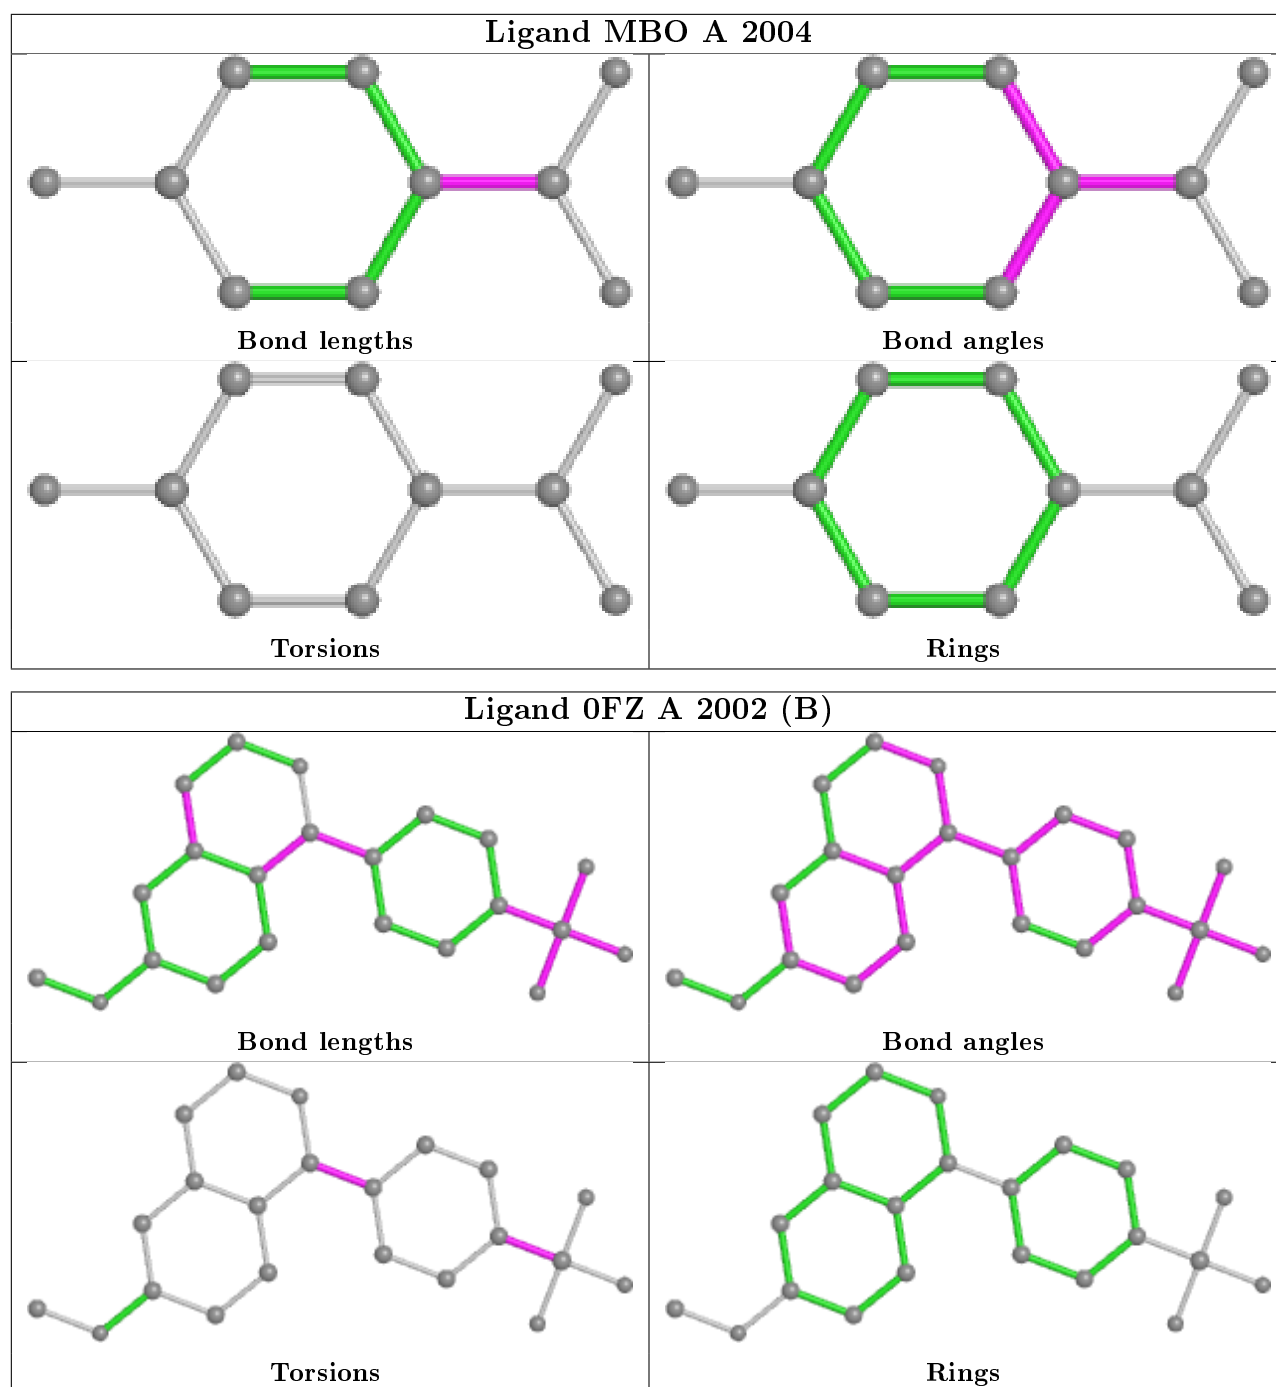 Ligand MBO A 2004
Bond lengths
Bond angles
Torsions
Rings
Ligand 0FZ A 2002 (B)
Bond lengths
Bond angles
Torsions
Rings